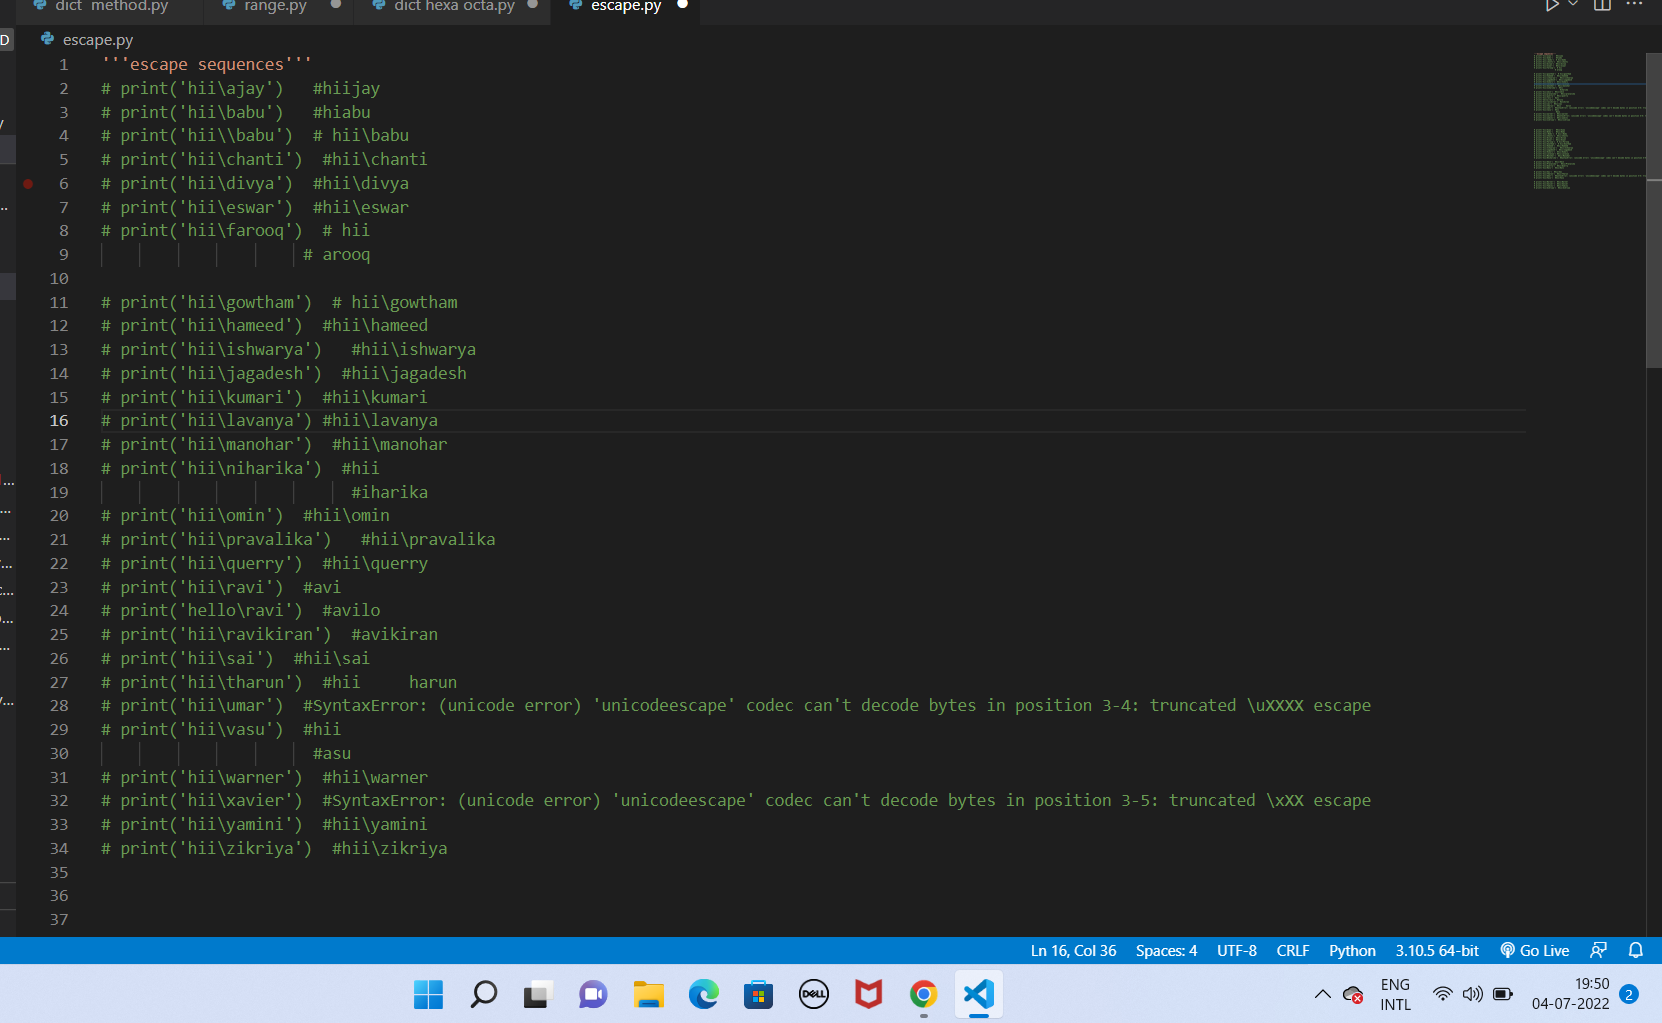 dict method.py range.py dict hexa octa.py escape.py
D escape.py
1 '''escape sequences'''
2 # print('hii\ajay') #hiijay
3 # print('hii\babu') #hiabu
4 # print('hii\\babu') # hii\babu
5 # print('hii\chanti') #hii\chanti
6 # print('hii\divya') #hii\divya
7 # print('hii\eswar') #hii\eswar
8 # print('hii\farooq') # hii
9 # arooq
10
11 # print('hii\gowtham') # hii\gowtham
12 # print('hii\hameed') #hii\hameed
13 # print('hii\ishwarya') #hii\ishwarya
14 # print('hii\jagadesh') #hii\jagadesh
15 # print('hii\kumari') #hii\kumari
16 # print('hii\lavanya') #hii\lavanya
17 # print('hii\manohar') #hii\manohar
18 # print('hii\niharika') #hii
19 #iharika
20 # print('hii\omin') #hii\omin
21 # print('hii\pravalika') #hii\pravalika
22 # print('hii\querry') #hii\querry
23 # print('hii\ravi') #avi
24 # print('hello\ravi') #avilo
25 # print('hii\ravikiran') #avikiran
26 # print('hii\sai') #hii\sai
27 # print('hii\tharun') #hii     harun
28 # print('hii\umar') #SyntaxError: (unicode error) 'unicodeescape' codec can't decode bytes in position 3-4: truncated \uXXXX escape
29 # print('hii\vasu') #hii
30 #asu
31 # print('hii\warner') #hii\warner
32 # print('hii\xavier') #SyntaxError: (unicode error) 'unicodeescape' codec can't decode bytes in position 3-5: truncated \xXX escape
33 # print('hii\yamini') #hii\yamini
34 # print('hii\zikriya') #hii\zikriya
35
36
37
Ln 16, Col 36 Spaces: 4 UTF-8 CRLF Python 3.10.5 64-bit Go Live
DELL ENG 19:50
INTL 04-07-2022 2